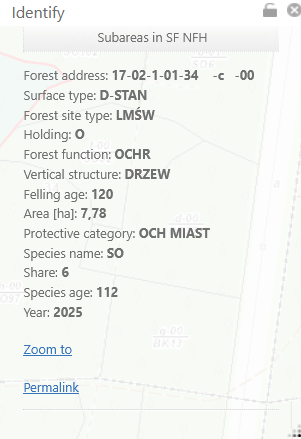 Identify
Subareas in SF NFH
Forest address: 17-02-1-01-34 -c -00
Surface type: D-STAN
Forest site type: LMŚW
Holding: O
Forest function: OCHR
Vertical structure: DRZEW
Felling age: 120
Area [ha]: 7,78
Protective category: OCH MIAST
Species name: SO
Share: 6
Species age: 112
Year: 2025
Zoom to
Permalink